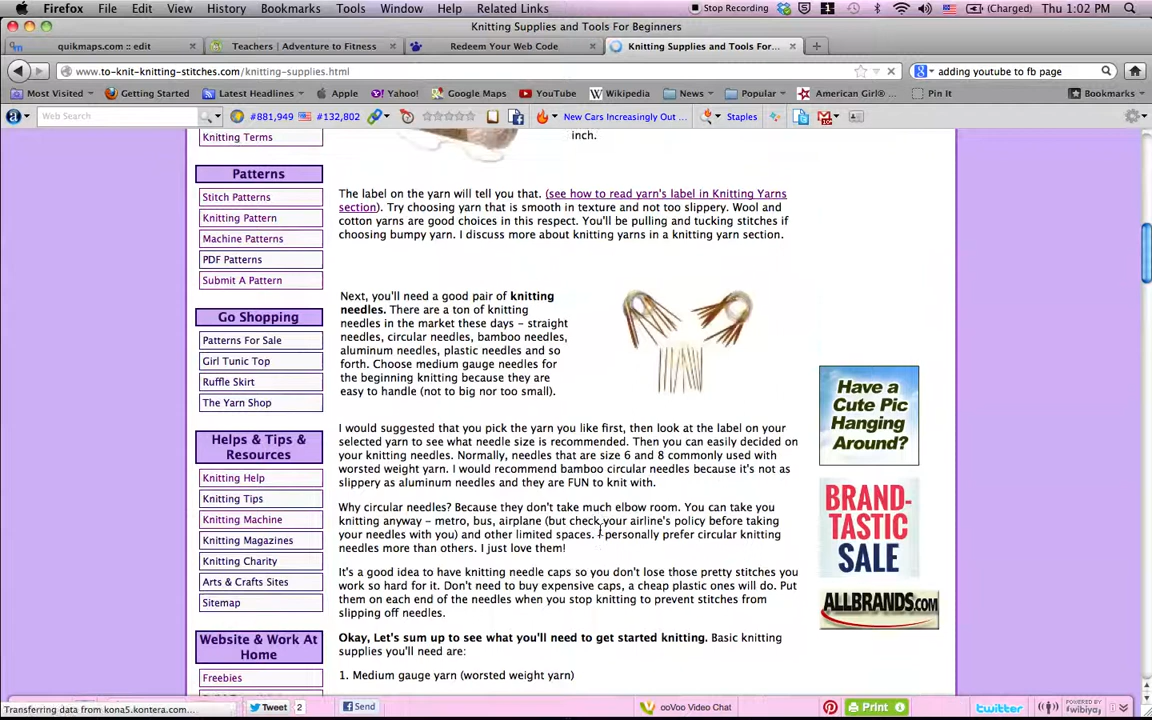 Firefox File Edit View History Bookmarks Tools Window Help Related Links Stop Recording (Charged) Thu 1:02 PM
Knitting Supplies and Tools For Beginners
quikmaps.com :: edit Teachers | Adventure to Fitness Redeem Your Web Code Knitting Supplies and Tools For...
www.to-knit-knitting-stitches.com/knitting-supplies.html adding youtube to fb page
Most Visited Getting Started Latest Headlines Apple Yahoo! Google Maps YouTube Wikipedia News Popular American Girl®... Pin It Bookmarks
Web Search #881,949 #132,802 New Cars Increasingly Out ... Staples
Knitting Terms
Patterns
Stitch Patterns
Knitting Pattern
Machine Patterns
PDF Patterns
Submit A Pattern
Go Shopping
Patterns For Sale
Girl Tunic Top
Ruffle Skirt
The Yarn Shop
Helps & Tips &
Resources
Knitting Help
Knitting Tips
Knitting Machine
Knitting Magazines
Knitting Charity
Arts & Crafts Sites
Sitemap
Website & Work At
Home
Freebies
inch.
The label on the yarn will tell you that. (see how to read yarn's label in Knitting Yarns
section). Try choosing yarn that is smooth in texture and not too slippery. Wool and
cotton yarns are good choices in this respect. You'll be pulling and tucking stitches if
choosing bumpy yarn. I discuss more about knitting yarns in a knitting yarn section.
Next, you'll need a good pair of knitting
needles. There are a ton of knitting
needles in the market these days - straight
needles, circular needles, bamboo needles,
aluminum needles, plastic needles and so
forth. Choose medium gauge needles for
the beginning knitting because they are
easy to handle (not to big nor too small).
I would suggested that you pick the yarn you like first, then look at the label on your
selected yarn to see what needle size is recommended. Then you can easily decided on
your knitting needles. Normally, needles that are size 6 and 8 commonly used with
worsted weight yarn. I would recommend bamboo circular needles because it's not as
slippery as aluminum needles and they are FUN to knit with.
Why circular needles? Because they don't take much elbow room. You can take you
knitting anyway - metro, bus, airplane (but check your airline's policy before taking
your needles with you) and other limited spaces. I personally prefer circular knitting
needles more than others. I just love them!
It's a good idea to have knitting needle caps so you don't lose those pretty stitches you
work so hard for it. Don't need to buy expensive caps, a cheap plastic ones will do. Put
them on each end of the needles when you stop knitting to prevent stitches from
slipping off needles.
Okay, Let's sum up to see what you'll need to get started knitting. Basic knitting
supplies you'll need are:
1. Medium gauge yarn (worsted weight yarn)
Have a
Cute Pic
Hanging
Around?
BRAND-
TASTIC
SALE
ALLBRANDS.COM
Transferring data from kona5.kontera.com... Tweet 2 Send ooVoo Video Chat Print twitter POWERED BY wibiya